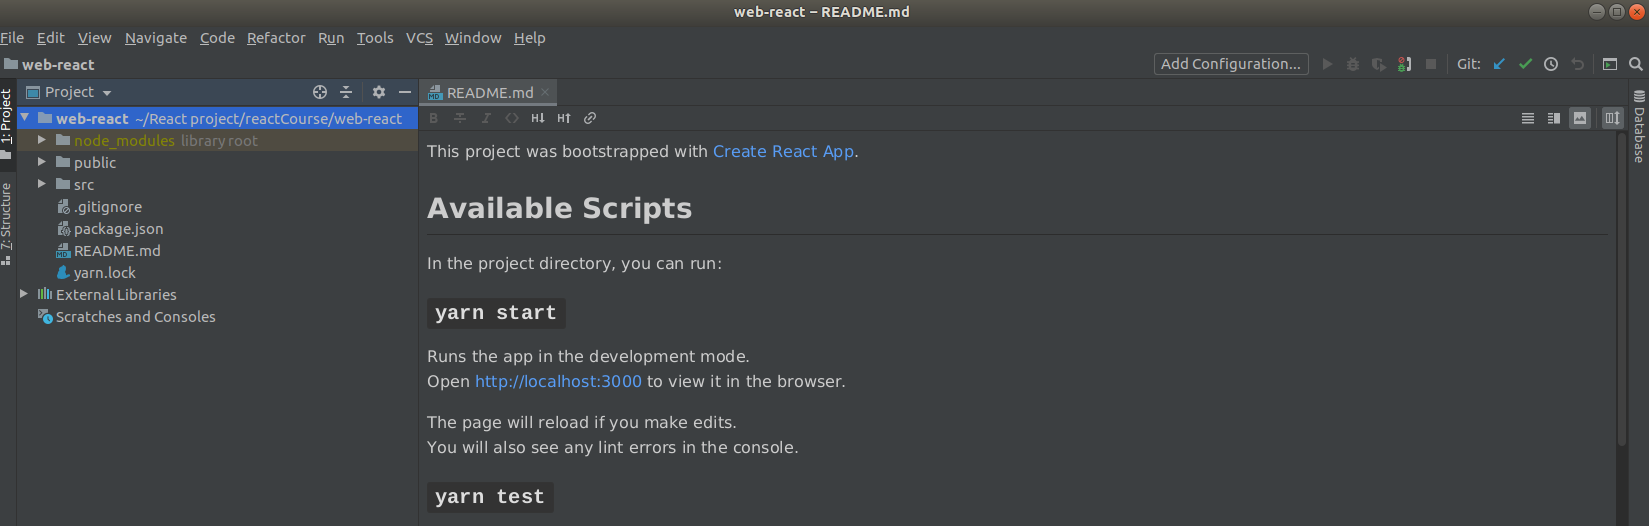 web-react – README.md
File Edit View Navigate Code Refactor Run Tools VCS Window Help
web-react
Add Configuration... Git:
1: Project
7: Structure
Project
web-react ~/React project/reactCourse/web-react
node_modules library root
public
src
.gitignore
package.json
README.md
yarn.lock
External Libraries
Scratches and Consoles
README.md
This project was bootstrapped with Create React App.
Available Scripts
In the project directory, you can run:
yarn start
Runs the app in the development mode.
Open http://localhost:3000 to view it in the browser.
The page will reload if you make edits.
You will also see any lint errors in the console.
yarn test
Database